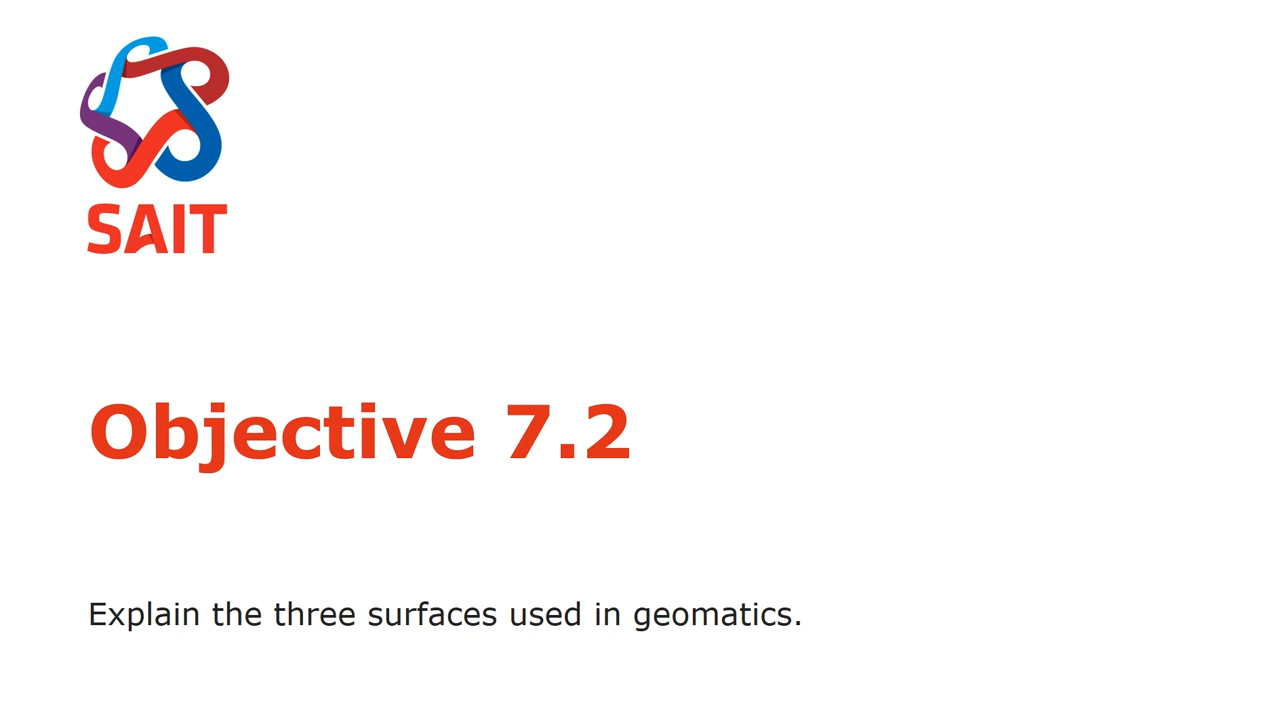 SAIT
Objective 7.2
Explain the three surfaces used in geomatics.